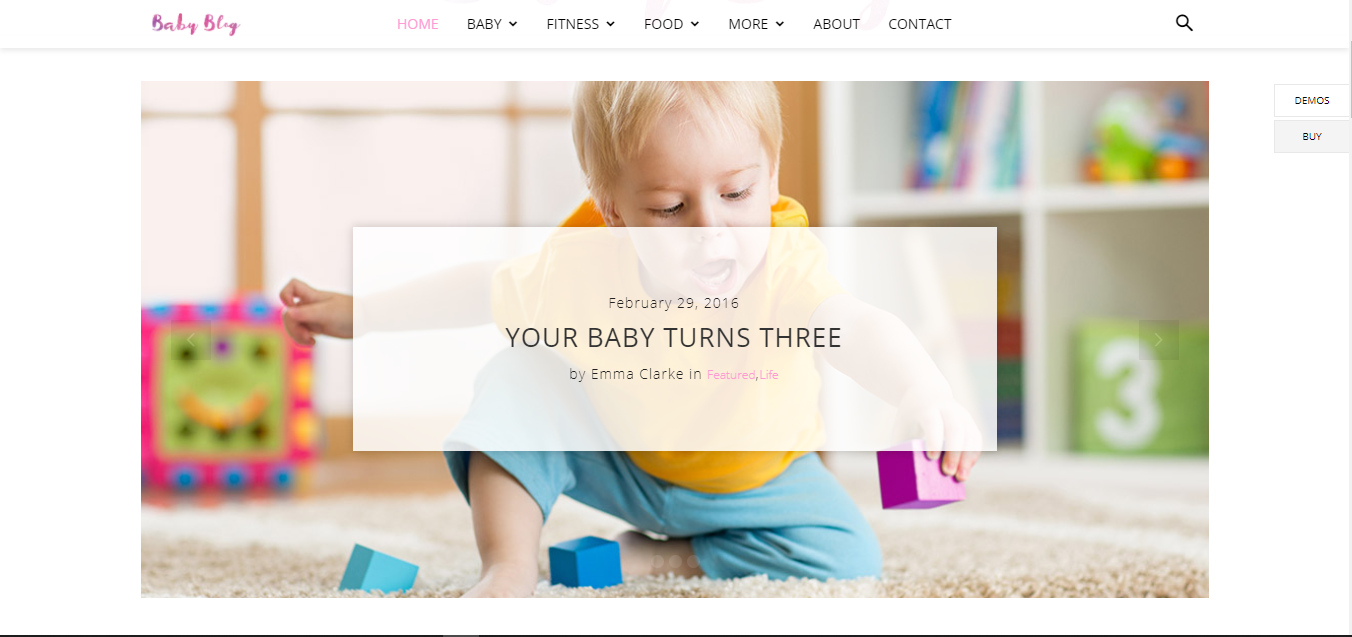 Baby Blog
HOME BABY FITNESS FOOD MORE ABOUT CONTACT
DEMOS
BUY
February 29, 2016
YOUR BABY TURNS THREE
by Emma Clarke in Featured,Life
3